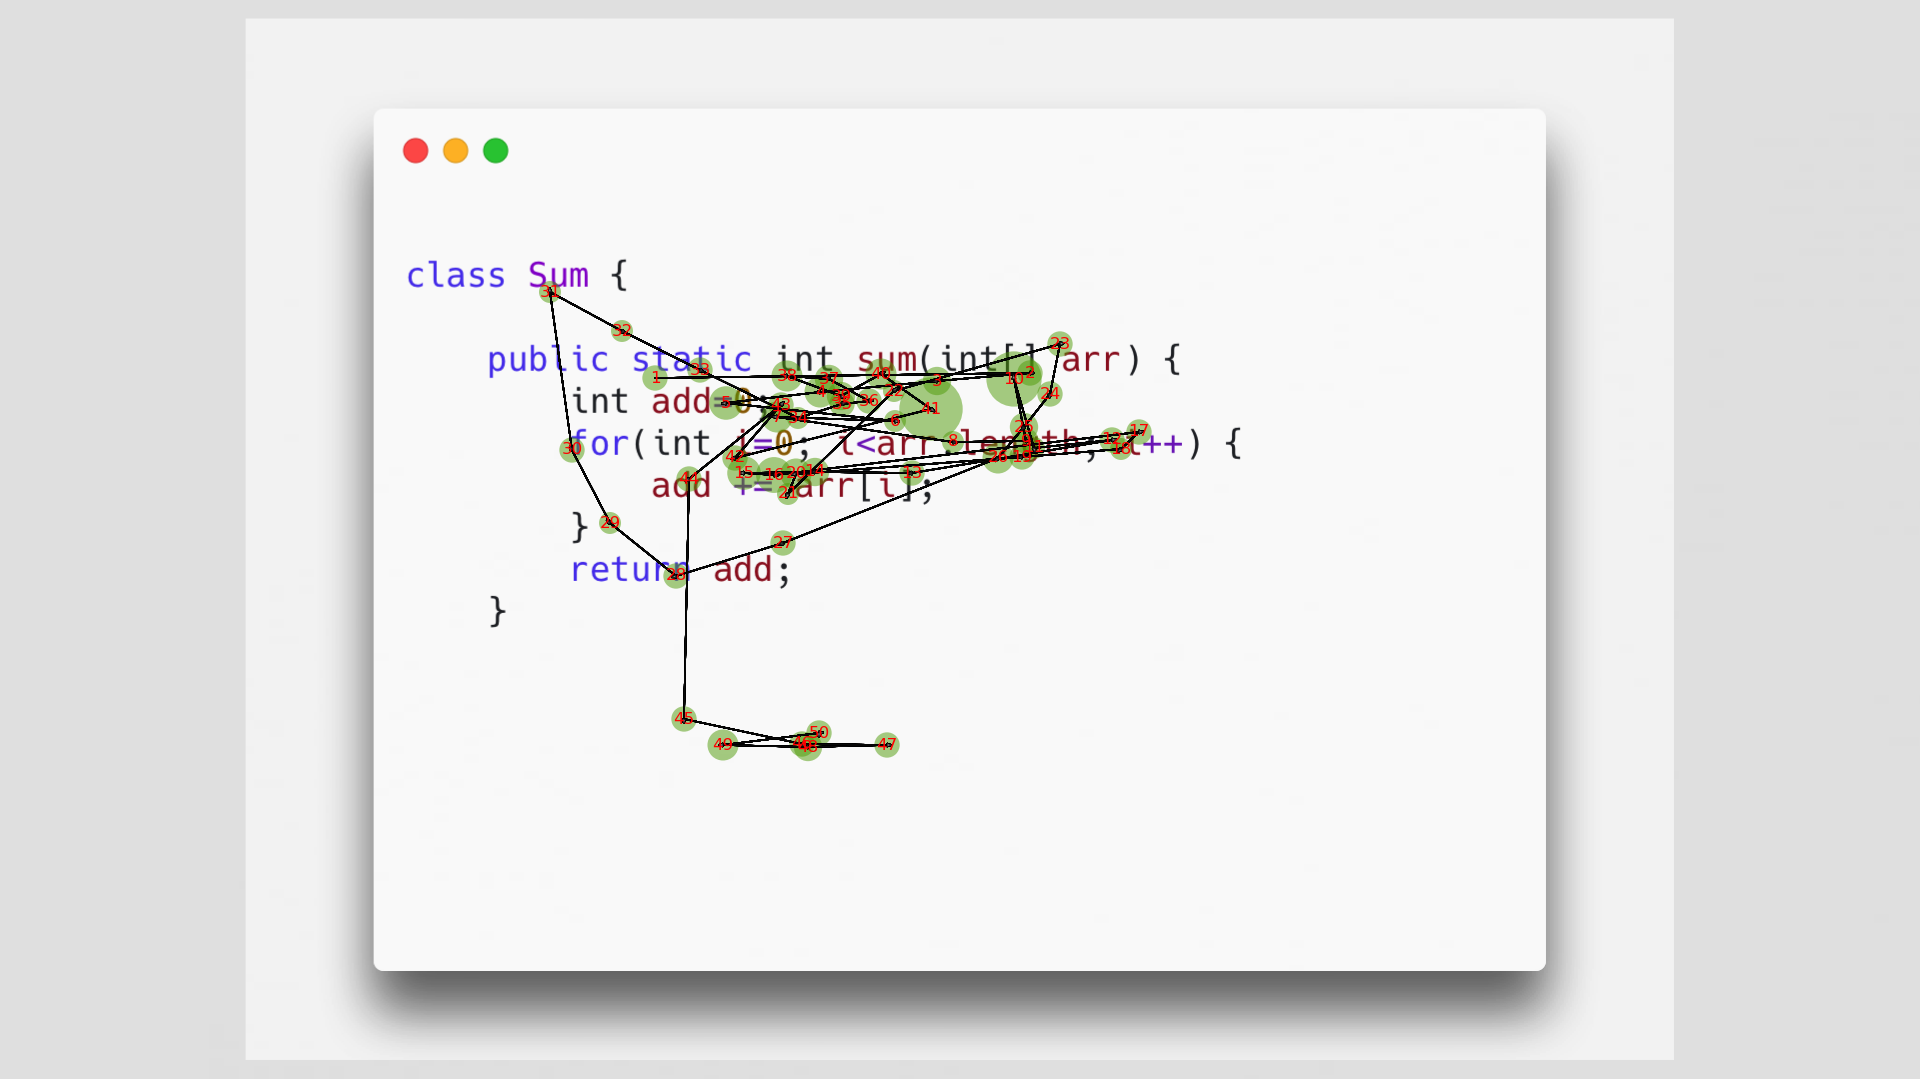 class Sum {
public static int sum(int[] arr) {
int add=0;
for(int i=0; i<arr.length; i++) {
add += arr[i];
}
return add;
}